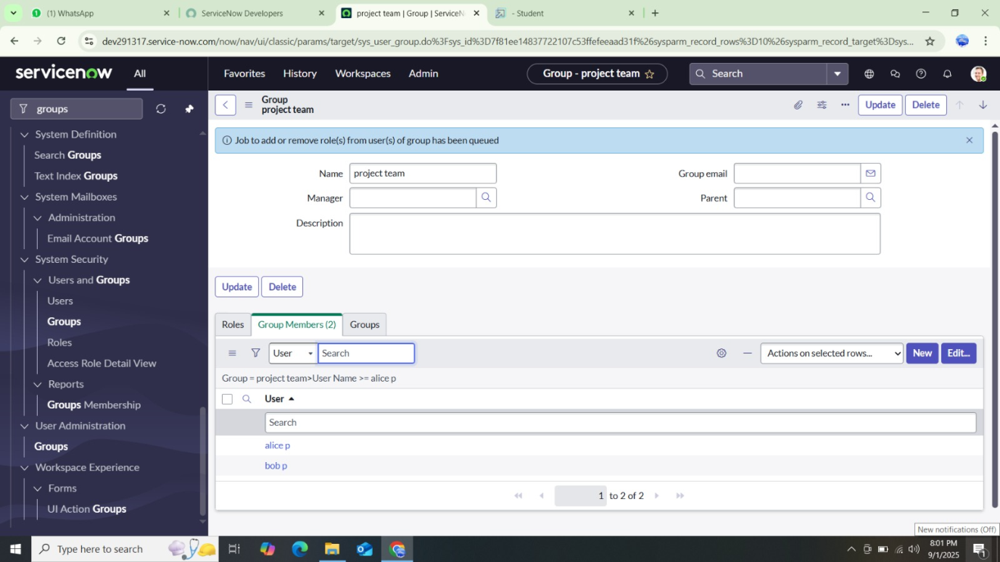 (1) WhatsApp
ServiceNow Developers
project team | Group | ServiceN
- Student
dev291317.service-now.com/now/nav/ui/classic/params/target/sys_user_group.do%3Fsys_id%3D7f81ee14837722107c53ffefeeaad31f%26sysparm_record_rows%3D10%26sysparm_record_target%3Dsys...
servicenow
All
Favorites
History
Workspaces
Admin
Group - project team
Search
groups
System Definition
Search Groups
Text Index Groups
System Mailboxes
Administration
Email Account Groups
System Security
Users and Groups
Users
Groups
Roles
Access Role Detail View
Reports
Groups Membership
User Administration
Groups
Workspace Experience
Forms
UI Action Groups
Group
project team
Update
Delete
Job to add or remove role(s) from user(s) of group has been queued
Name
project team
Group email
Manager
Parent
Description
Update
Delete
Roles
Group Members (2)
Groups
User
Search
Actions on selected rows...
New
Edit...
Group = project team>User Name >= alice p
User
Search
alice p
bob p
1 to 2 of 2
New notifications (Off)
Type here to search
8:01 PM
9/1/2025
1